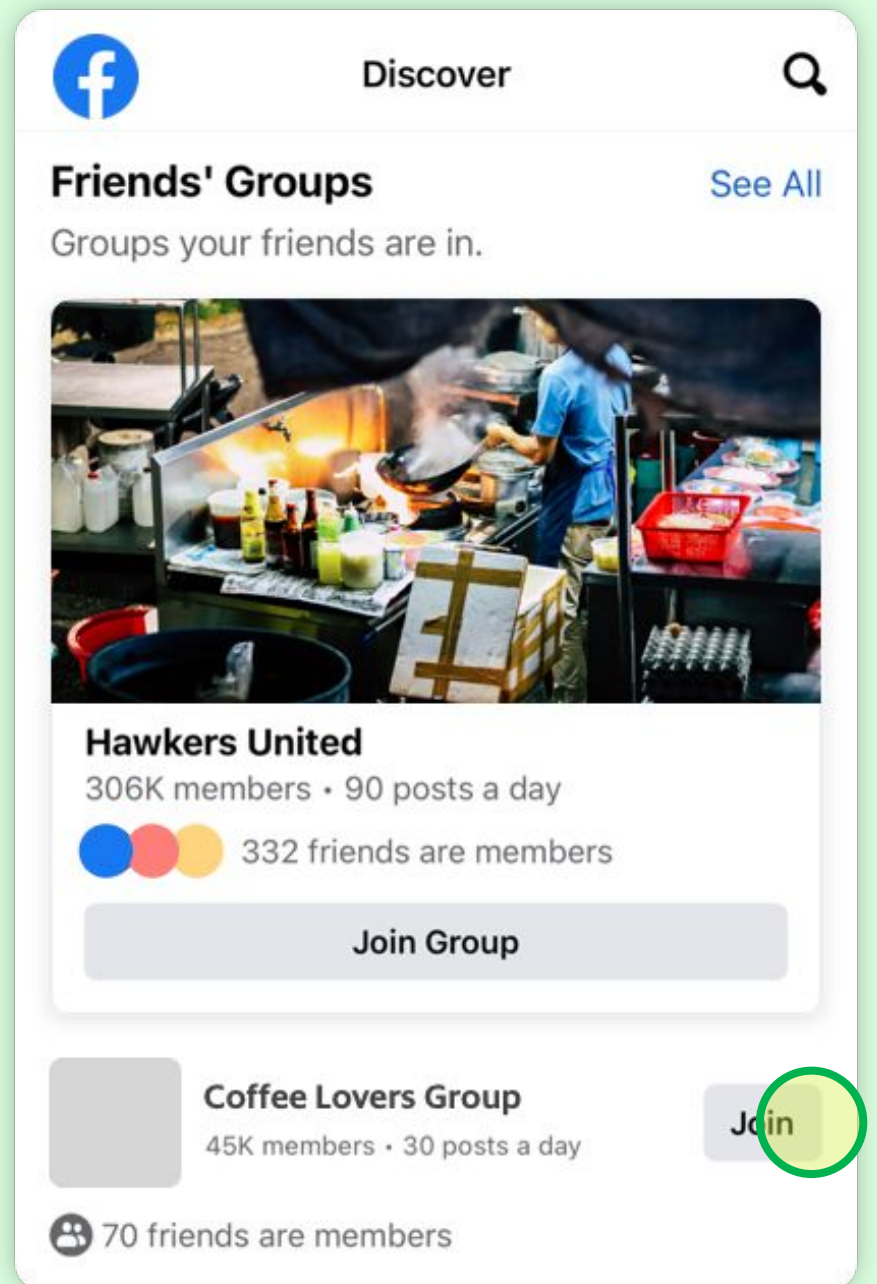 Discover
Friends' Groups
See All
Groups your friends are in.
Hawkers United
306K members • 90 posts a day
332 friends are members
Join Group
Coffee Lovers Group
45K members • 30 posts a day
Join
70 friends are members